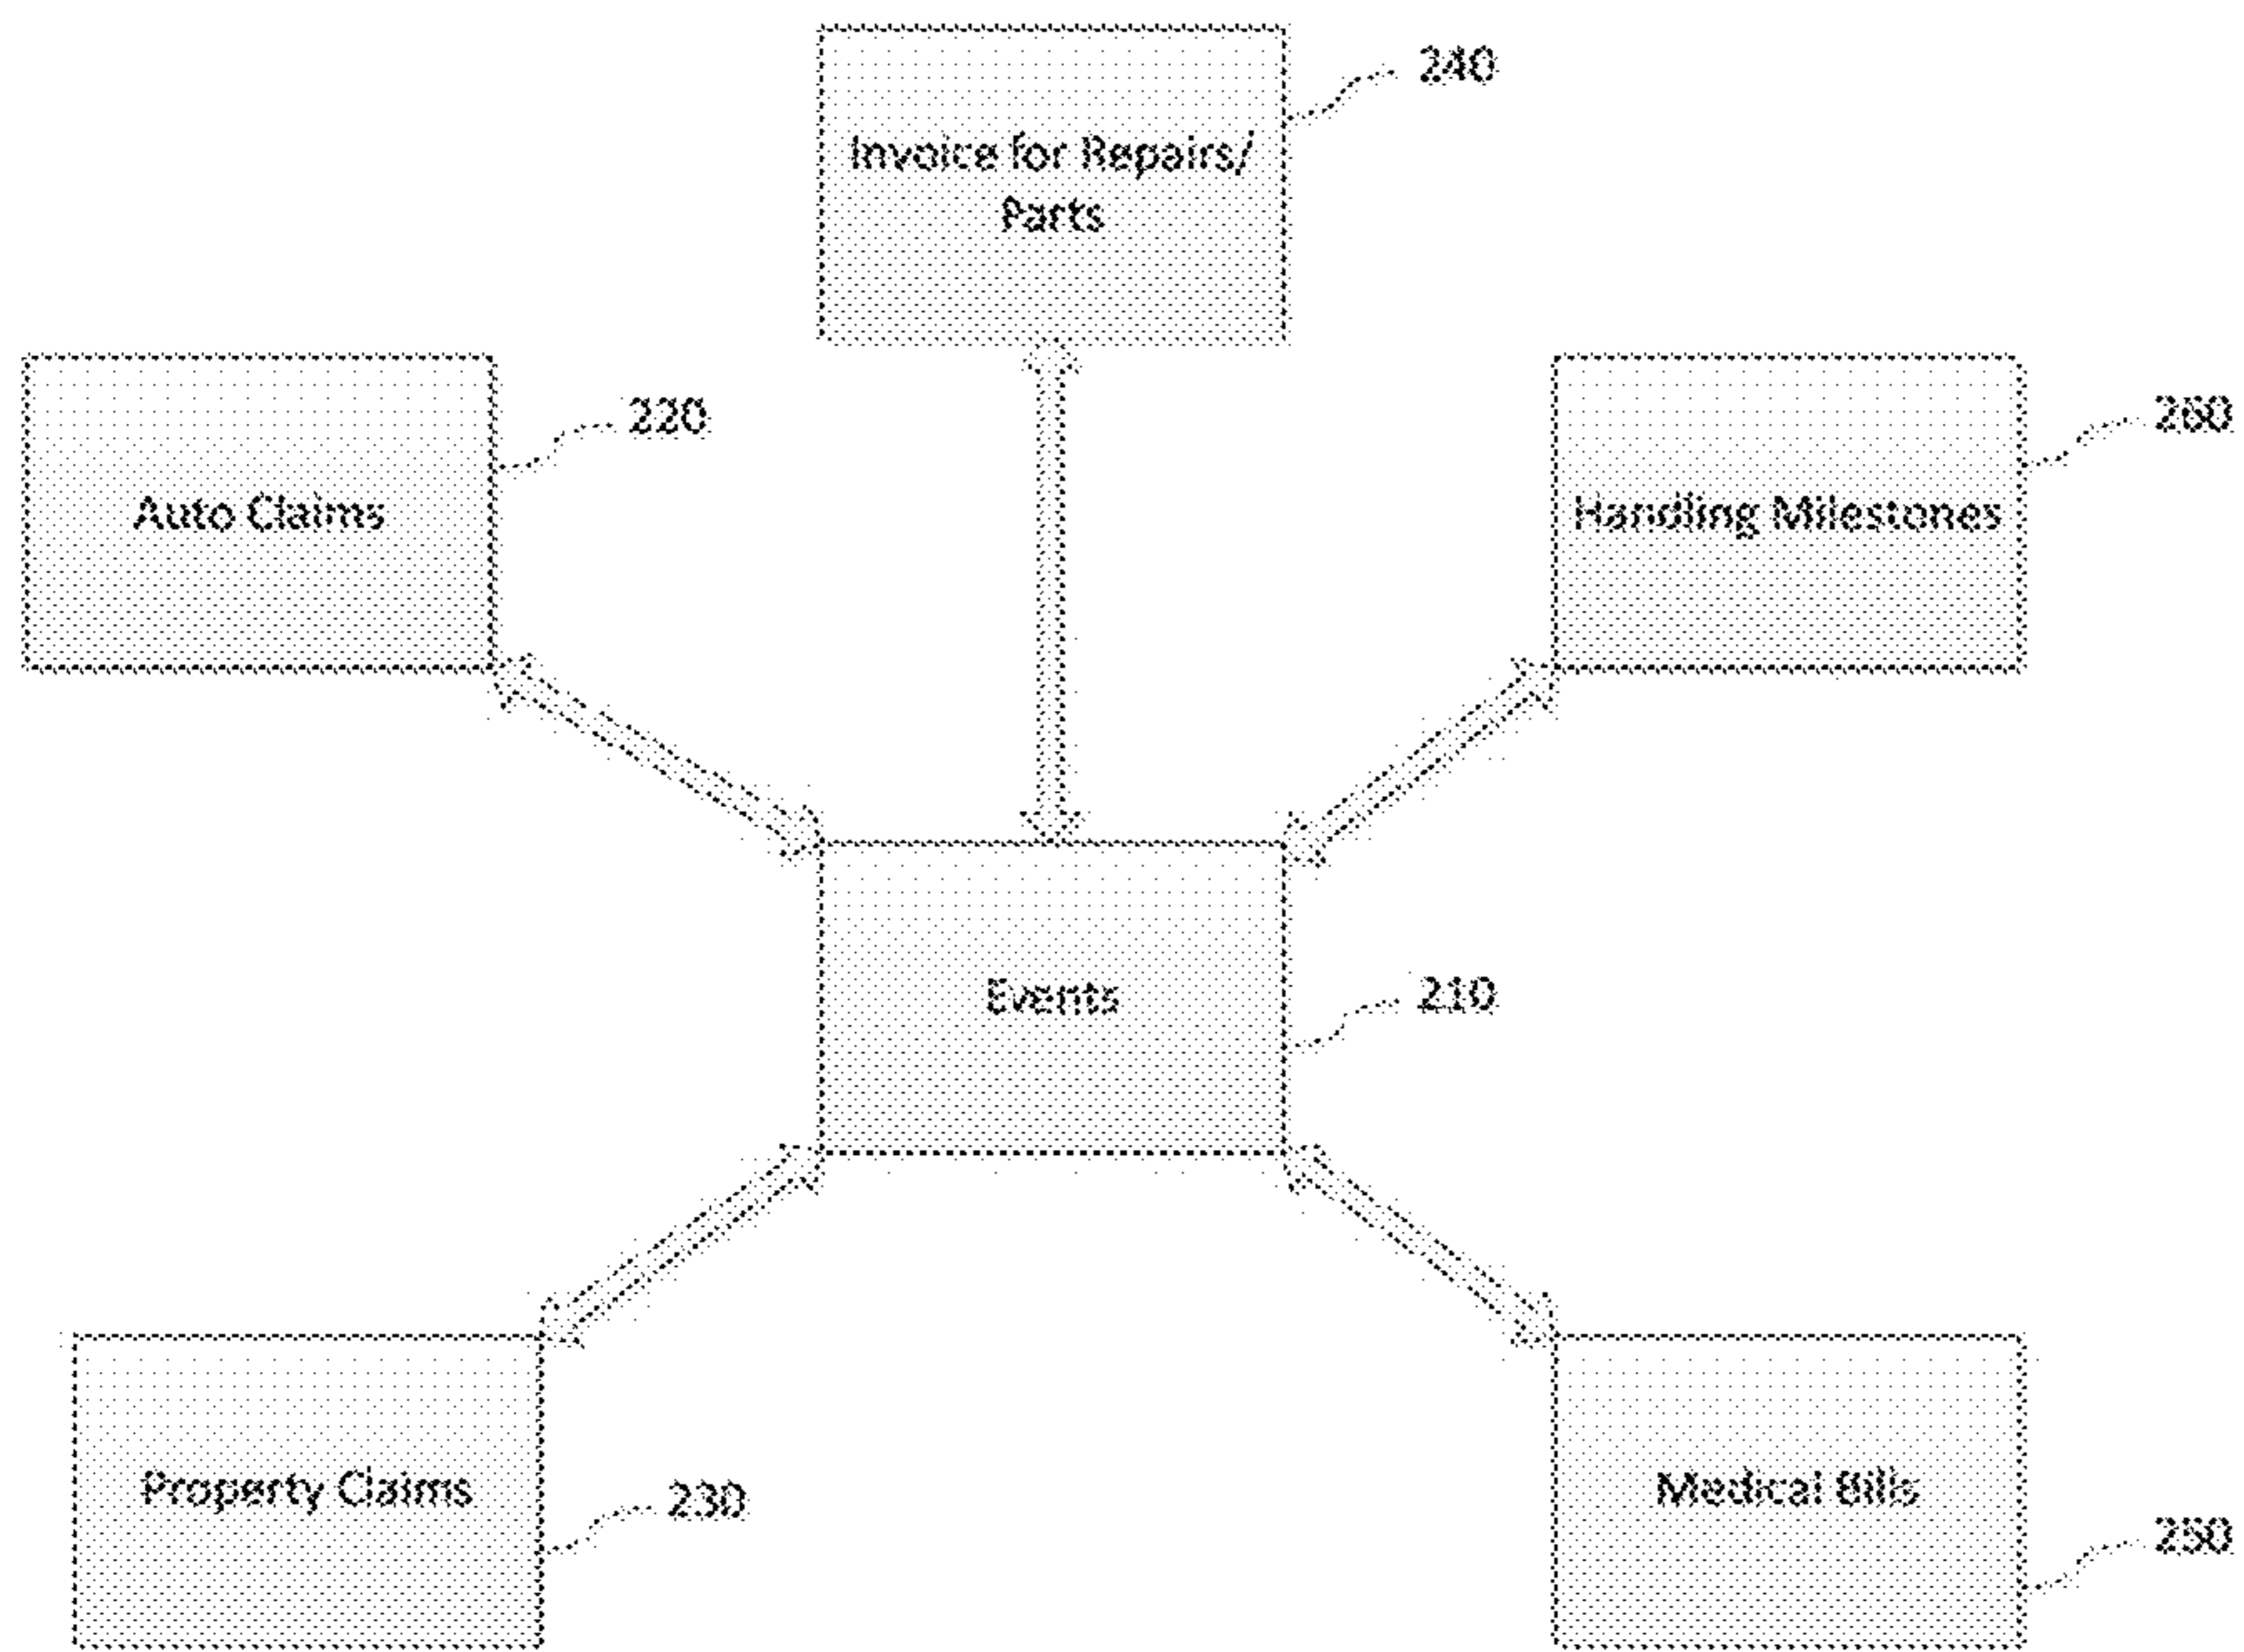 240
Invoice for Repairs/
Parts
220
260
Auto Claims
Handling Milestones
Events
210
Property Claims
230
Medical Bills
250